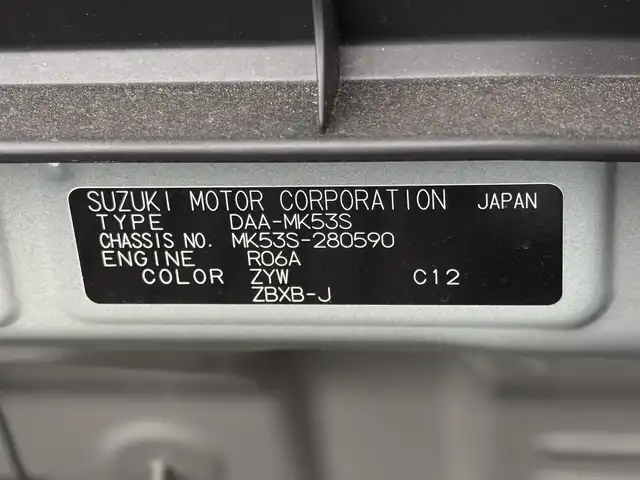 SUZUKI MOTOR CORPORATION JAPAN
TYPE DAA-MK53S
CHASSIS NO. MK53S-280590
ENGINE R06A
COLOR ZYW C12
ZBXB-J